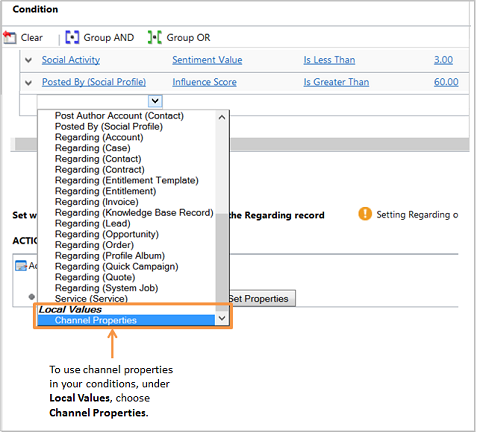 Condition
Clear Group AND Group OR
Social Activity Sentiment Value Is Less Than 3.00
Posted By (Social Profile) Influence Score Is Greater Than 60.00
Post Author Account (Contact)
Posted By (Social Profile)
Regarding (Account)
Regarding (Case)
Regarding (Contact)
Regarding (Contract)
Regarding (Entitlement Template)
Regarding (Entitlement)
Regarding (Invoice)
Regarding (Knowledge Base Record)
Regarding (Lead)
Regarding (Opportunity)
Regarding (Order)
Regarding (Profile Album)
Regarding (Quick Campaign)
Regarding (Quote)
Regarding (System Job)
Service (Service)
Local Values
Channel Properties
Set w the Regarding record Setting Regarding o
ACTIO
Ac
Set Properties
To use channel properties
in your conditions, under
Local Values, choose
Channel Properties.